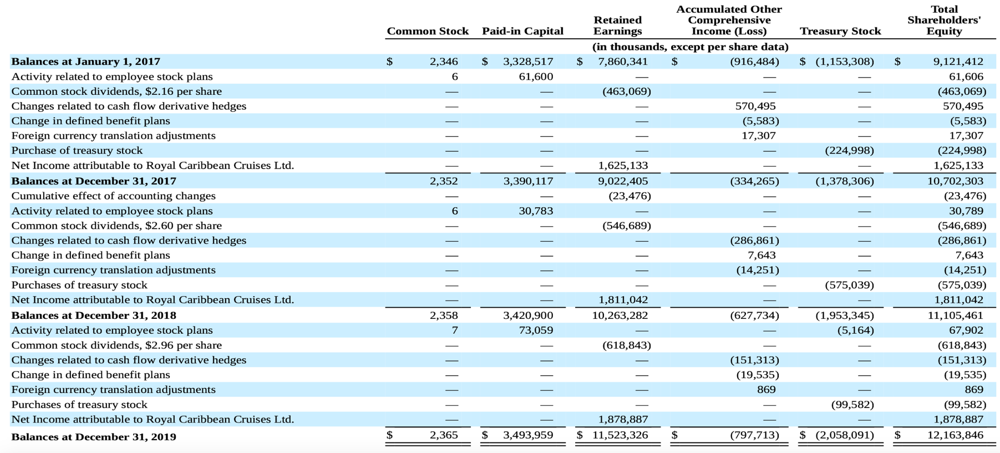 Accumulated Other Total
Retained Comprehensive Shareholders'
Common Stock Paid-in Capital Earnings Income (Loss) Treasury Stock Equity
(in thousands, except per share data)
Balances at January 1, 2017 $ 2,346 $ 3,328,517 $ 7,860,341 $ (916,484) $ (1,153,308) $ 9,121,412
Activity related to employee stock plans 6 61,600 — — — 61,606
Common stock dividends, $2.16 per share — — (463,069) — — (463,069)
Changes related to cash flow derivative hedges — — — 570,495 — 570,495
Change in defined benefit plans — — — (5,583) — (5,583)
Foreign currency translation adjustments — — — 17,307 — 17,307
Purchase of treasury stock — — — — (224,998) (224,998)
Net Income attributable to Royal Caribbean Cruises Ltd. — — 1,625,133 — — 1,625,133
Balances at December 31, 2017 2,352 3,390,117 9,022,405 (334,265) (1,378,306) 10,702,303
Cumulative effect of accounting changes — — (23,476) — — (23,476)
Activity related to employee stock plans 6 30,783 — — — 30,789
Common stock dividends, $2.60 per share — — (546,689) — — (546,689)
Changes related to cash flow derivative hedges — — — (286,861) — (286,861)
Change in defined benefit plans — — — 7,643 — 7,643
Foreign currency translation adjustments — — — (14,251) — (14,251)
Purchases of treasury stock — — — — (575,039) (575,039)
Net Income attributable to Royal Caribbean Cruises Ltd. — — 1,811,042 — — 1,811,042
Balances at December 31, 2018 2,358 3,420,900 10,263,282 (627,734) (1,953,345) 11,105,461
Activity related to employee stock plans 7 73,059 — — (5,164) 67,902
Common stock dividends, $2.96 per share — — (618,843) — — (618,843)
Changes related to cash flow derivative hedges — — — (151,313) — (151,313)
Change in defined benefit plans — — — (19,535) — (19,535)
Foreign currency translation adjustments — — — 869 — 869
Purchases of treasury stock — — — — (99,582) (99,582)
Net Income attributable to Royal Caribbean Cruises Ltd. — — 1,878,887 — — 1,878,887
Balances at December 31, 2019 $ 2,365 $ 3,493,959 $ 11,523,326 $ (797,713) $ (2,058,091) $ 12,163,846